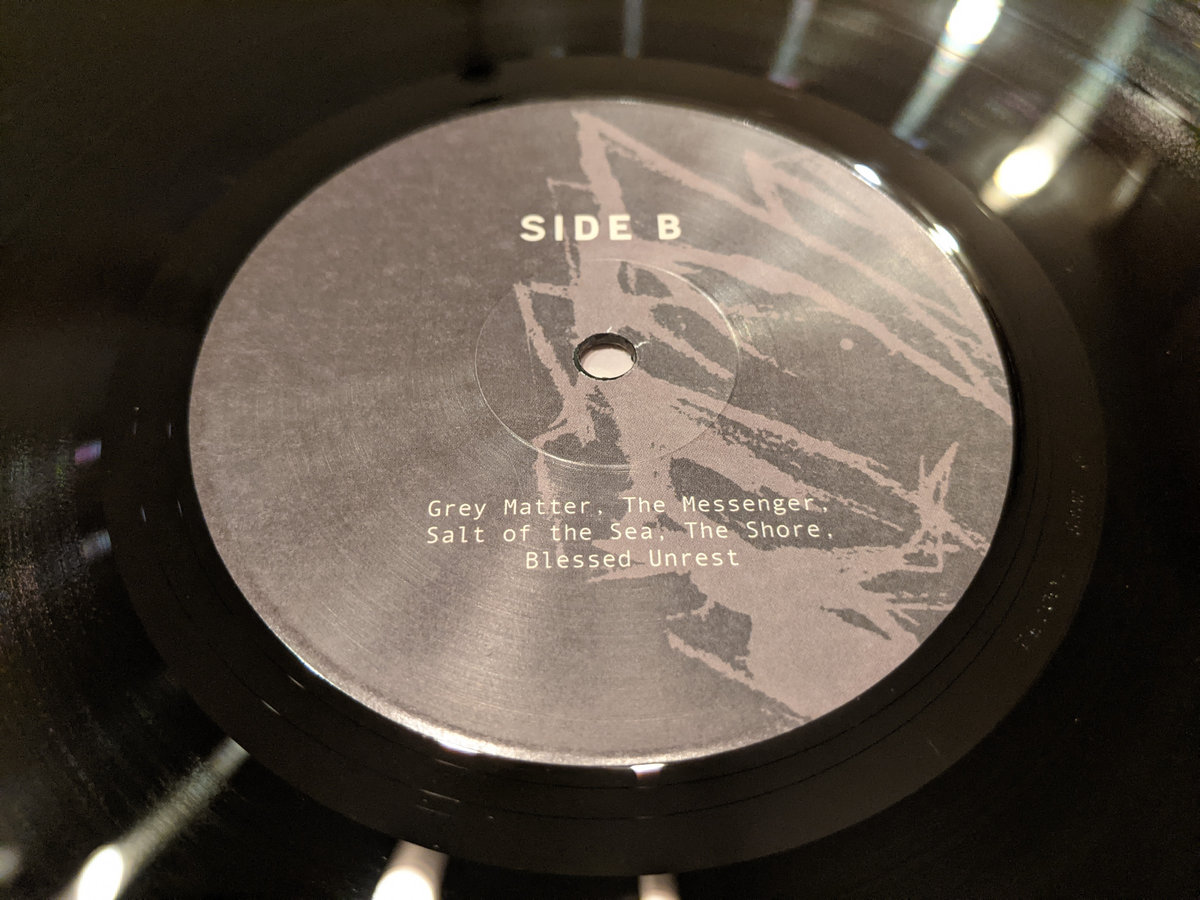 SIDE B
Grey Matter, The Messenger,
Salt of the Sea, The Shore,
Blessed Unrest